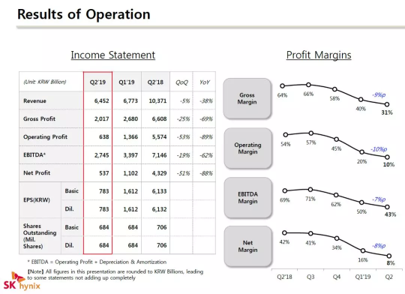 Results of Operation
Income Statement
(Unit: KRW Billion) Q2'19 Q1'19 Q2'18 QoQ YoY
Revenue 6,452 6,773 10,371 -5% -38%
Gross Profit 2,017 2,680 6,608 -25% -69%
Operating Profit 638 1,366 5,574 -53% -89%
EBITDA* 2,745 3,397 7,146 -19% -62%
Net Profit 537 1,102 4,329 -51% -88%
EPS(KRW) Basic 783 1,612 6,133
Dil. 783 1,612 6,132
Shares Outstanding (Mil. Shares) Basic 684 684 706
Dil. 684 684 706
* EBITDA = Operating Profit + Depreciation & Amortization
[Note] All figures in this presentation are rounded to KRW Billions, leading
to some statements not adding up completely
SK hynix
Profit Margins
Gross Margin 64% 66% 58% 40% -9%p 31%
Operating Margin 54% 57% 45% 20% -10%p 10%
EBITDA Margin 69% 71% 62% 50% -7%p 43%
Net Margin 42% 41% 34% 16% -8%p 8%
Q2'18 Q3 Q4 Q1'19 Q2